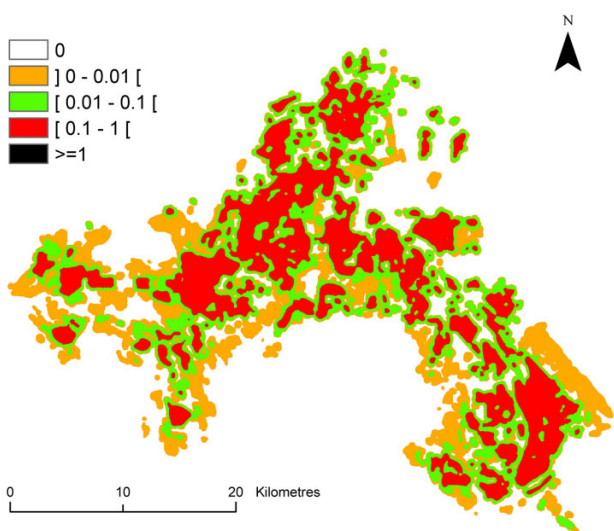 N
0
] 0 - 0.01 [
[ 0.01 - 0.1 [
[ 0.1 - 1 [
>=1
0 10 20 Kilometres